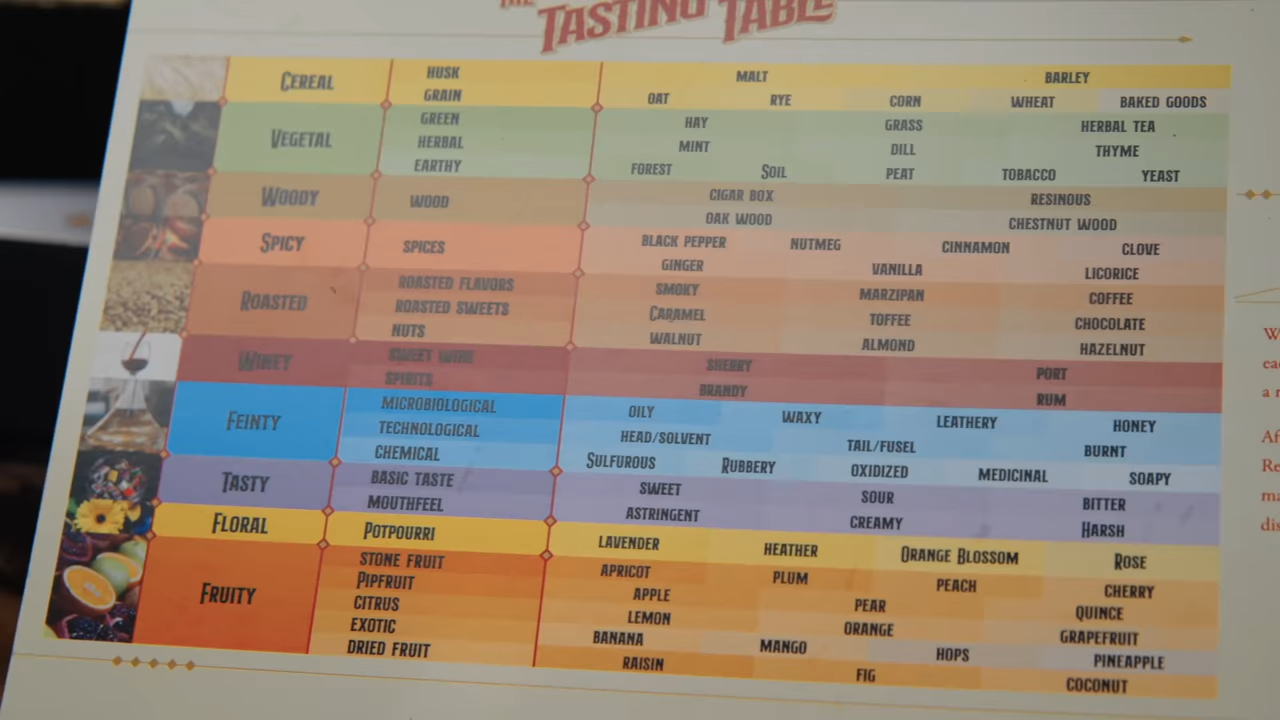 THE
TASTING TABLE
CEREAL
HUSK
MALT BARLEY
GRAIN
OAT RYE CORN WHEAT BAKED GOODS
VEGETAL
GREEN
HAY GRASS HERBAL TEA
HERBAL
MINT DILL THYME
EARTHY
FOREST SOIL PEAT TOBACCO YEAST
WOODY
WOOD
CIGAR BOX RESINOUS
OAK WOOD CHESTNUT WOOD
SPICY
SPICES
BLACK PEPPER NUTMEG CINNAMON CLOVE
GINGER VANILLA LICORICE
ROASTED
ROASTED FLAVORS
SMOKY MARZIPAN COFFEE
ROASTED SWEETS
CARAMEL TOFFEE CHOCOLATE
NUTS
WALNUT ALMOND HAZELNUT
WINEY
SWEET WINE
SHERRY PORT
SPIRITS
BRANDY RUM
FEINTY
MICROBIOLOGICAL
OILY WAXY LEATHERY HONEY
TECHNOLOGICAL
HEAD/SOLVENT TAIL/FUSEL BURNT
CHEMICAL
SULFUROUS RUBBERY OXIDIZED MEDICINAL SOAPY
TASTY
BASIC TASTE
SWEET SOUR BITTER
MOUTHFEEL
ASTRINGENT CREAMY HARSH
FLORAL
POTPOURRI
LAVENDER HEATHER ORANGE BLOSSOM ROSE
FRUITY
STONE FRUIT
APRICOT PLUM PEACH CHERRY
PIPFRUIT
APPLE PEAR QUINCE
CITRUS
LEMON ORANGE GRAPEFRUIT
EXOTIC
BANANA MANGO HOPS PINEAPPLE
DRIED FRUIT
RAISIN FIG COCONUT